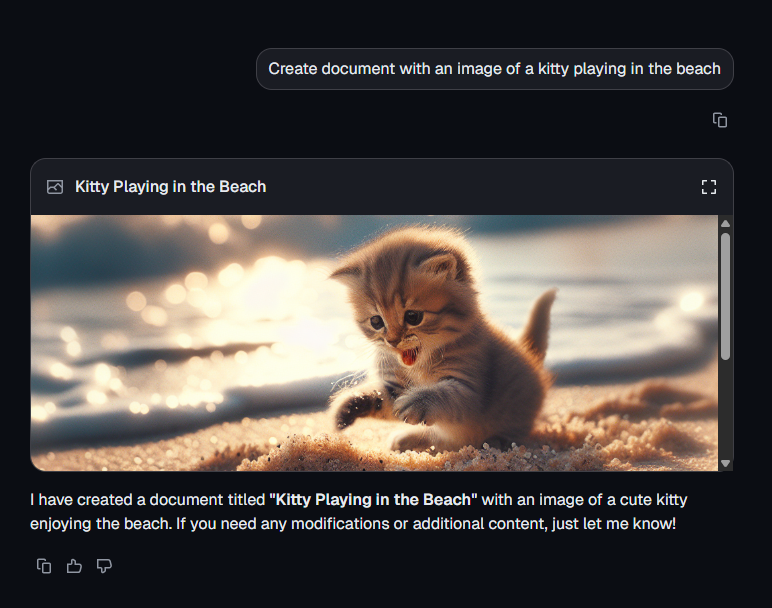 Create document with an image of a kitty playing in the beach
Kitty Playing in the Beach
I have created a document titled "Kitty Playing in the Beach" with an image of a cute kitty
enjoying the beach. If you need any modifications or additional content, just let me know!